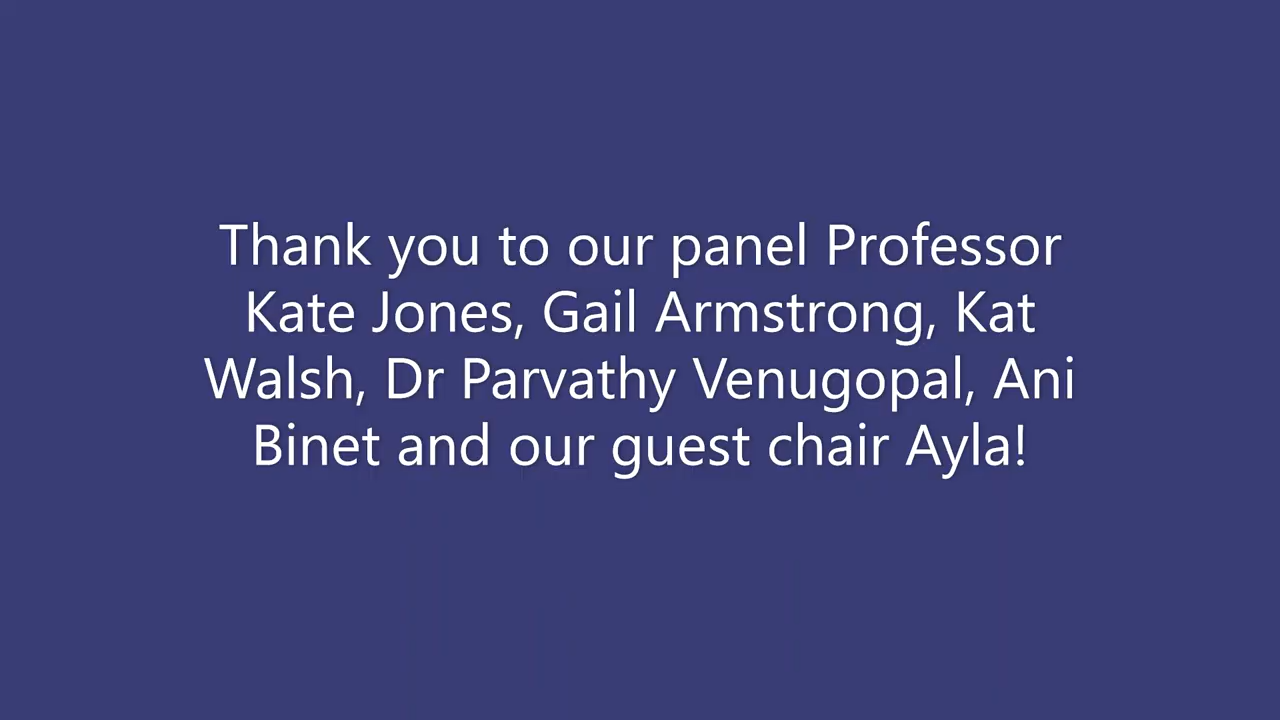 Thank you to our panel Professor
Kate Jones, Gail Armstrong, Kat
Walsh, Dr Parvathy Venugopal, Ani
Binet and our guest chair Ayla!